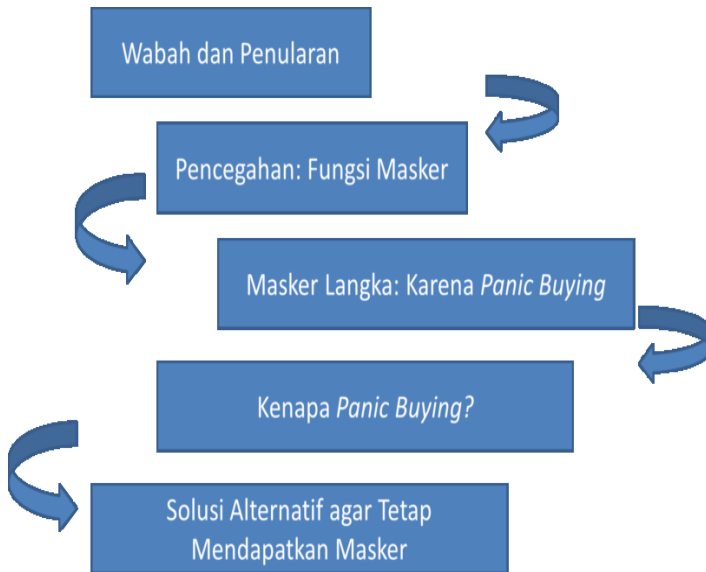 Wabah dan Penularan
Pencegahan: Fungsi Masker
Masker Langka: Karena Panic Buying
Kenapa Panic Buying?
Solusi Alternatif agar Tetap
Mendapatkan Masker